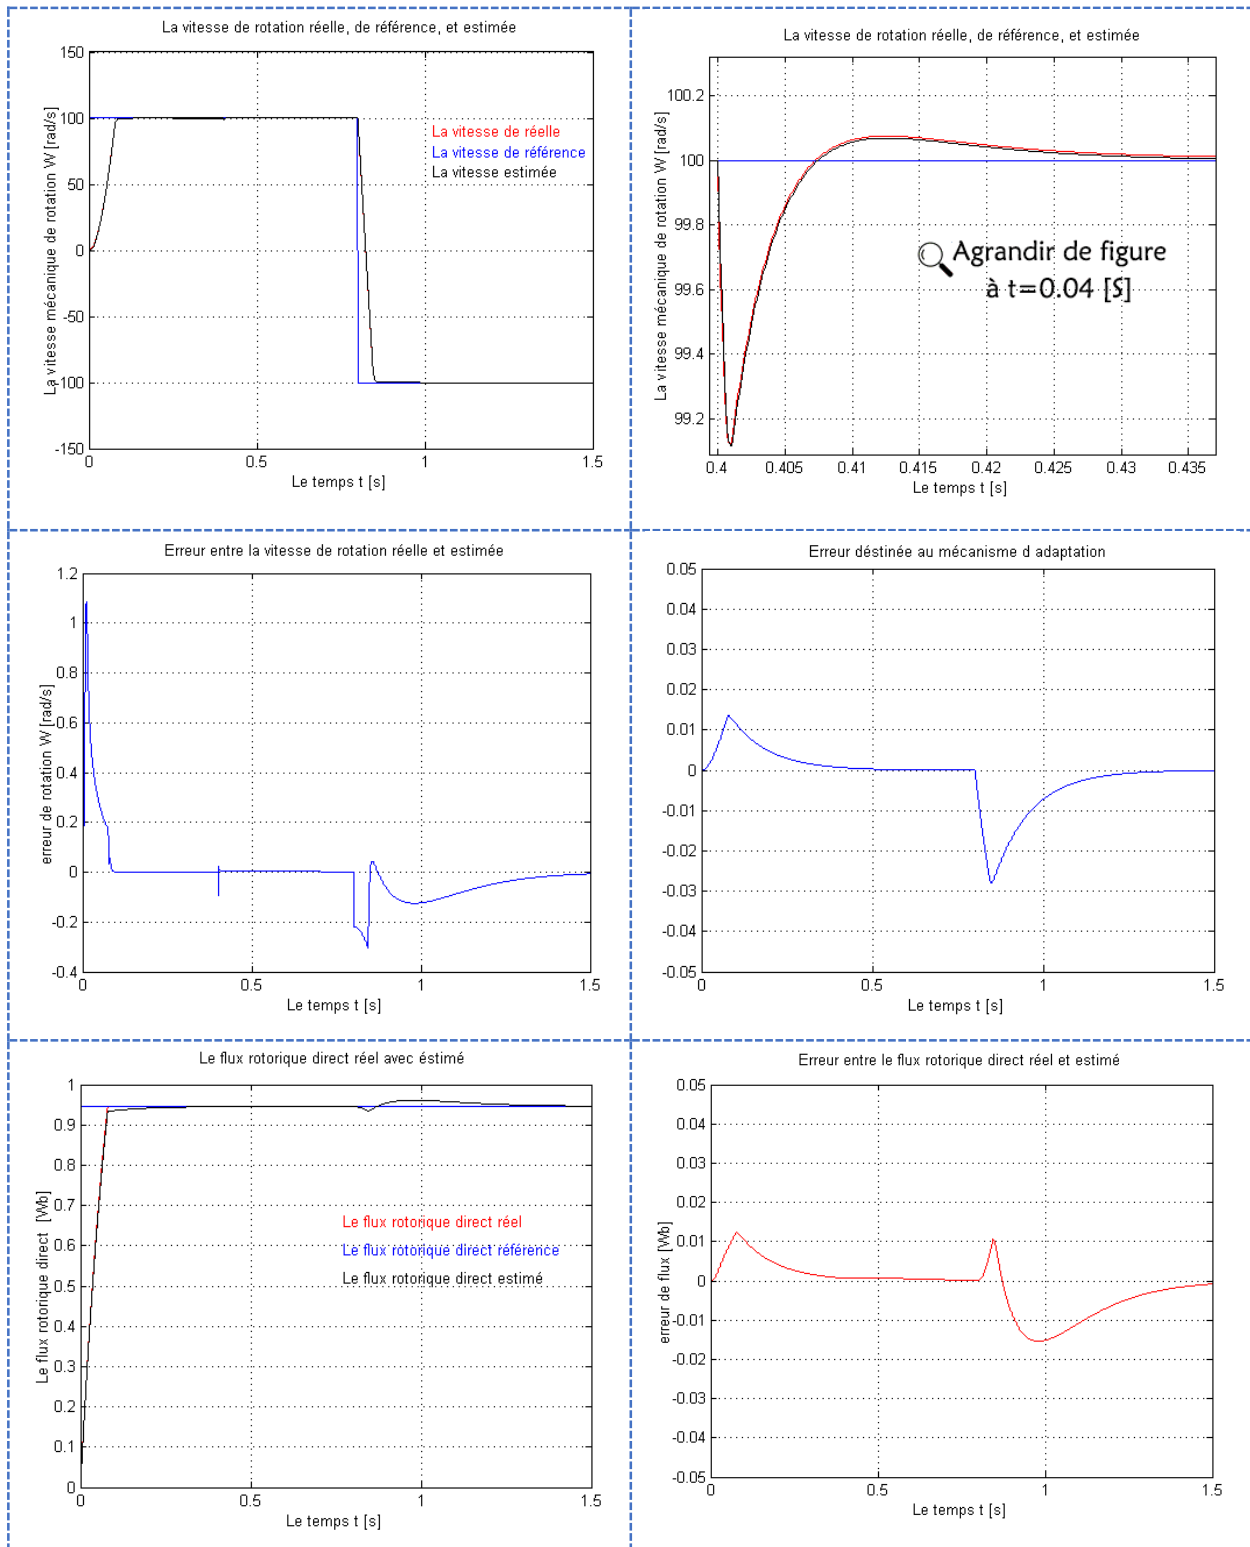 La vitesse de rotation réelle, de référence, et estimée
La vitesse mécanique de rotation W [rad/s]
150
100
50
0
-50
-100
-150
La vitesse de réelle
La vitesse de référence
La vitesse estimée
0 0.5 1 1.5
Le temps t [s]
La vitesse de rotation réelle, de référence, et estimée
La vitesse mécanique de rotation W [rad/s]
100.2
100
99.8
99.6
99.4
99.2
Agrandir de figure
à t=0.04 [S]
0.4 0.405 0.41 0.415 0.42 0.425 0.43 0.435
Le temps t [s]
Erreur entre la vitesse de rotation réelle et estimée
erreur de rotation W [rad/s]
1.2
1
0.8
0.6
0.4
0.2
0
-0.2
-0.4
0 0.5 1 1.5
Le temps t [s]
Erreur déstinée au mécanisme d adaptation
0.05
0.04
0.03
0.02
0.01
0
-0.01
-0.02
-0.03
-0.04
-0.05
0 0.5 1 1.5
Le temps t [s]
Le flux rotorique direct réel avec éstimé
Le flux rotorique direct [Wb]
1
0.9
0.8
0.7
0.6
0.5
0.4
0.3
0.2
0.1
0
Le flux rotorique direct réel
Le flux rotorique direct référence
Le flux rotorique direct estimé
0 0.5 1 1.5
Le temps t [s]
Erreur entre le flux rotorique direct réel et estimé
erreur de flux [Wb]
0.05
0.04
0.03
0.02
0.01
0
-0.01
-0.02
-0.03
-0.04
-0.05
0 0.5 1 1.5
Le temps t [s]